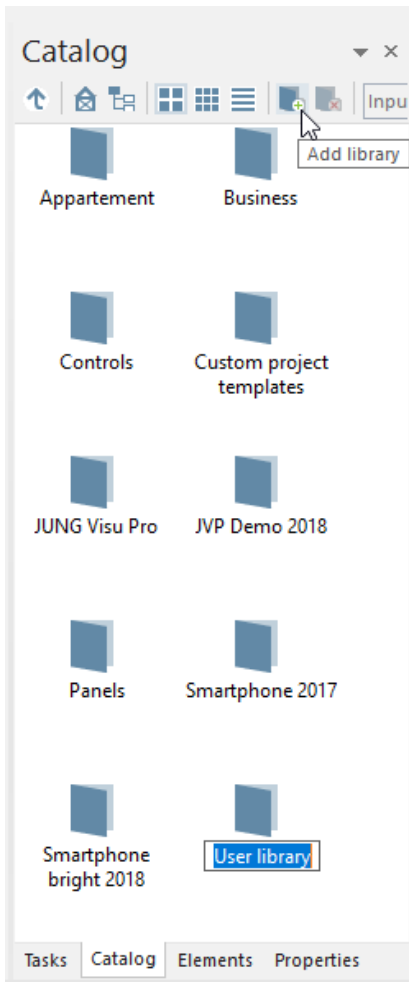 Catalog
Inpu
Add library
Appartement
Business
Controls
Custom project
templates
JUNG Visu Pro
JVP Demo 2018
Panels
Smartphone 2017
Smartphone
bright 2018
User library
Tasks
Catalog
Elements
Properties